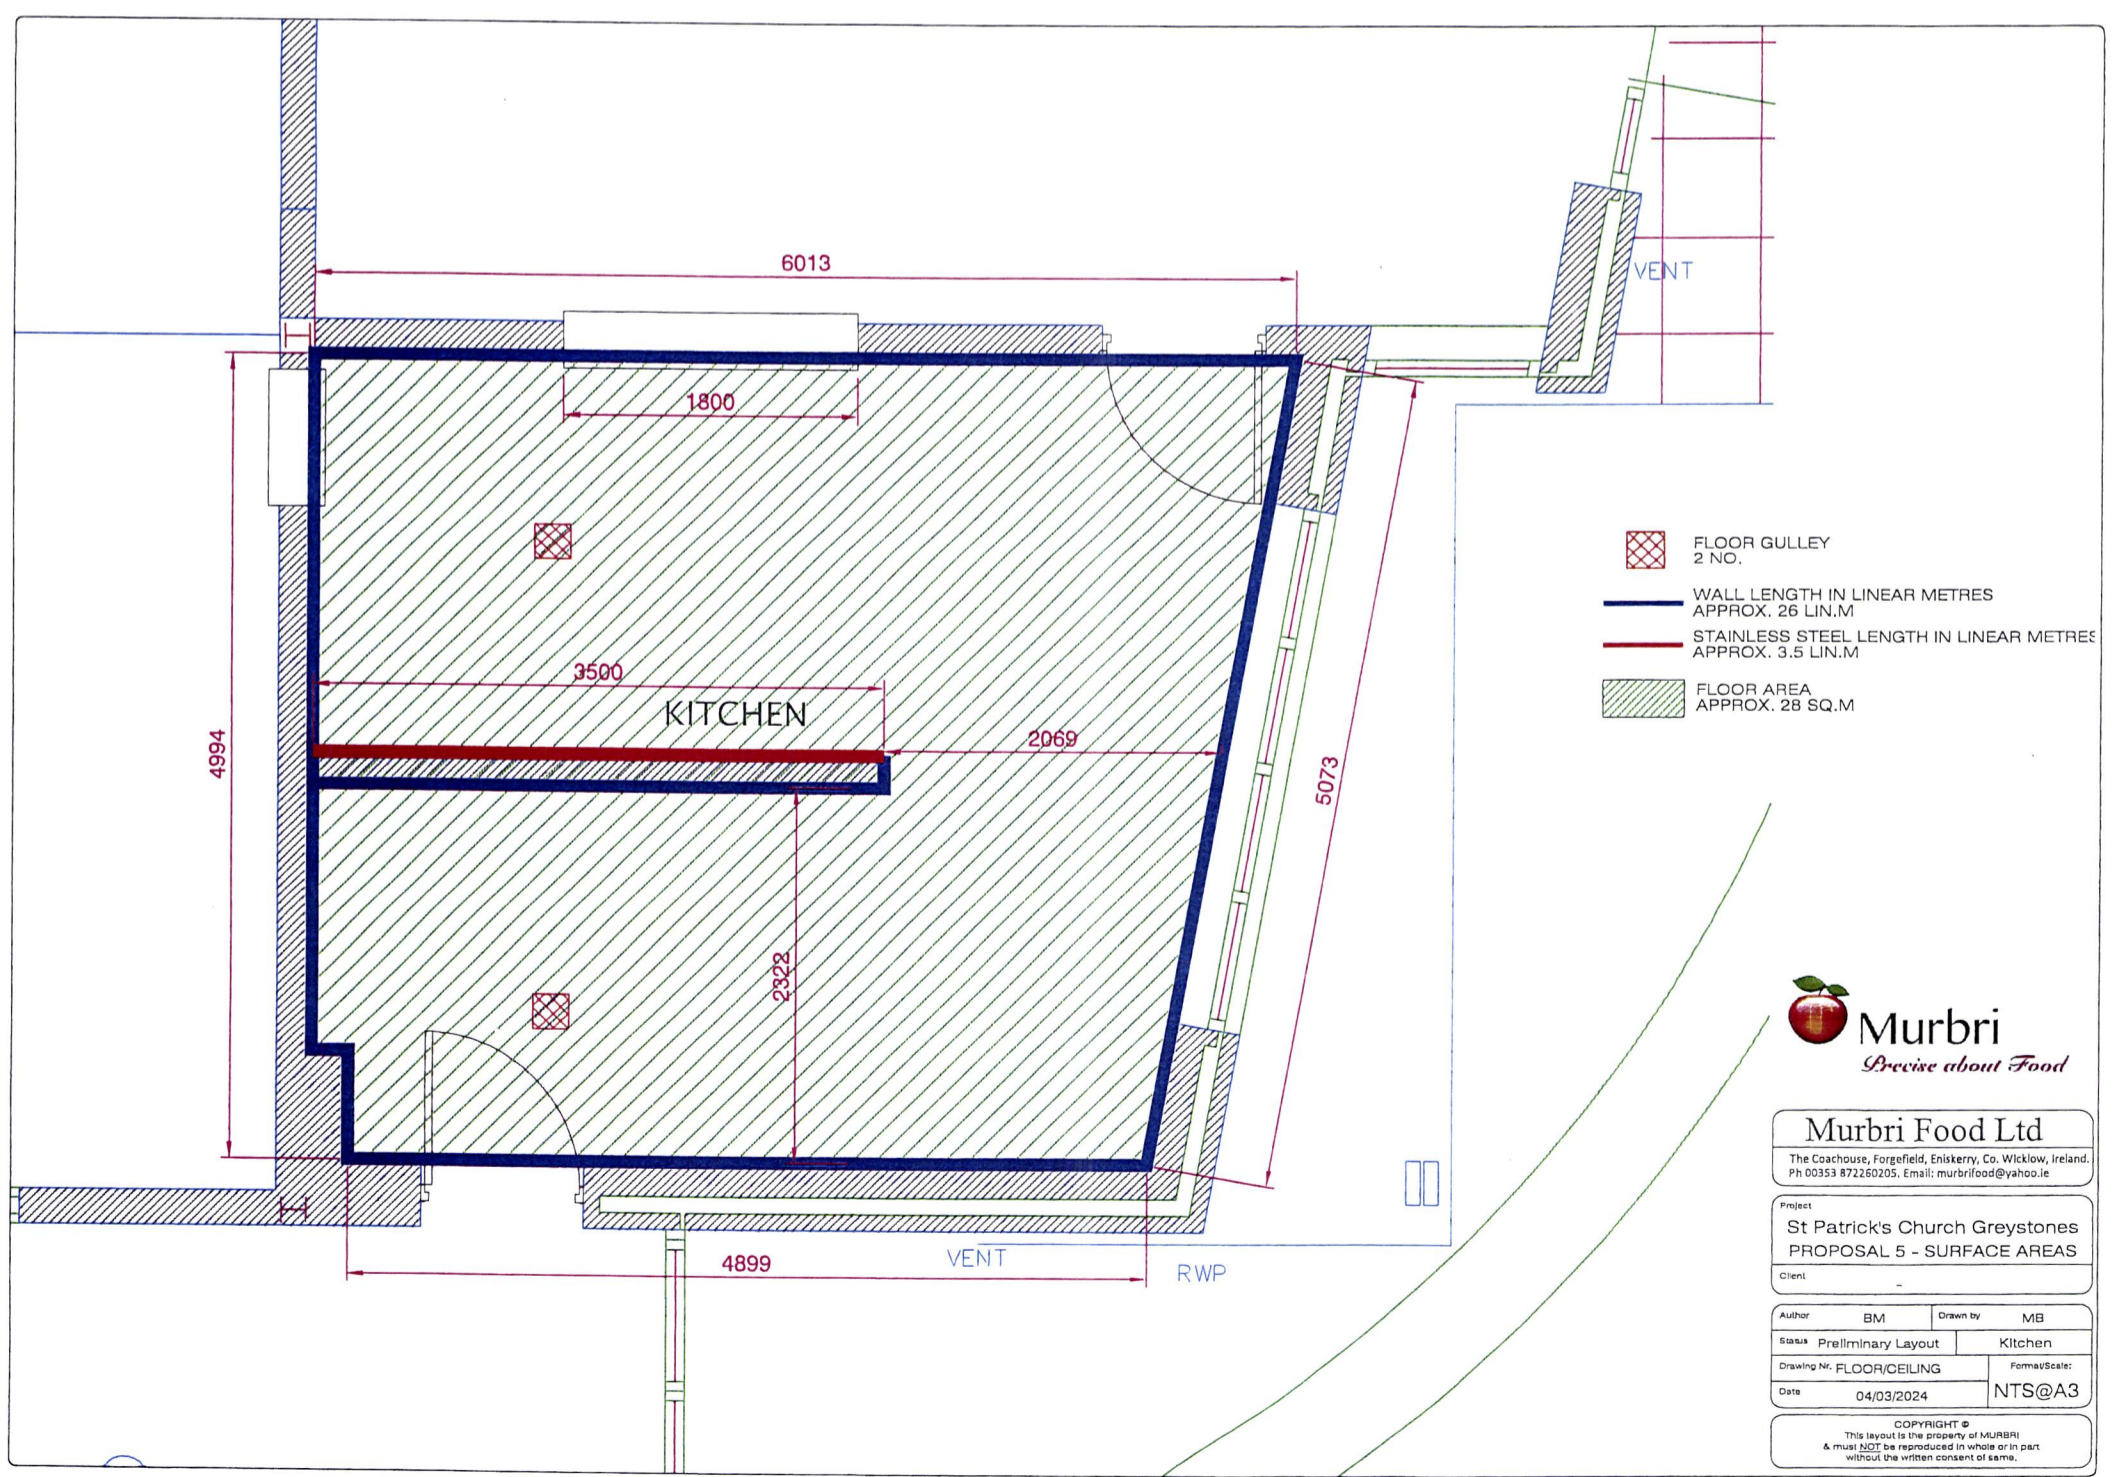 6013
VENT
1800
FLOOR GULLEY
2 NO.
WALL LENGTH IN LINEAR METRES
APPROX. 26 LIN.M
STAINLESS STEEL LENGTH IN LINEAR METRES
APPROX. 3.5 LIN.M
FLOOR AREA
APPROX. 28 SQ.M
3500
KITCHEN
2069
4994
5073
2322
4899
VENT
RWP
Murbri
Precise about Food
Murbri Food Ltd
The Coachouse, Forgefield, Eniskerry, Co. Wicklow, Ireland.
Ph 00353 872260205. Email: murbrifood@yahoo.ie
Project
St Patrick's Church Greystones
PROPOSAL 5 - SURFACE AREAS
Client
-
Author BM Drawn by MB
Status Preliminary Layout Kitchen
Drawing Nr. FLOOR/CEILING Format/Scale:
Date 04/03/2024 NTS@A3
COPYRIGHT ©
This layout is the property of MURBRI
& must NOT be reproduced in whole or in part
without the written consent of same.